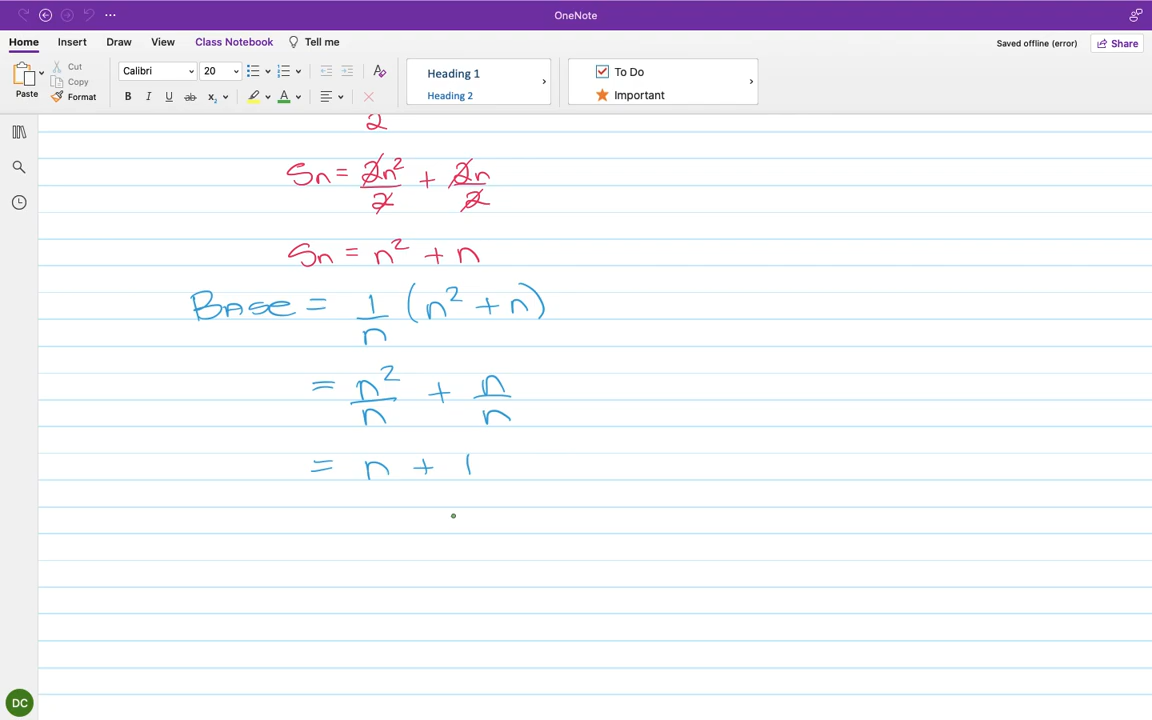 OneNote
Home Insert Draw View Class Notebook Tell me
Saved offline (error) Share
Paste Cut Copy Format
Calibri 20
B I U ab x₂ A
Heading 1
Heading 2
To Do
Important
2
Sn = 2n²/2 + 2n/2
Sn = n² + n
BASE = 1/n (n² + n)
= n²/n + n/n
= n + 1
DC